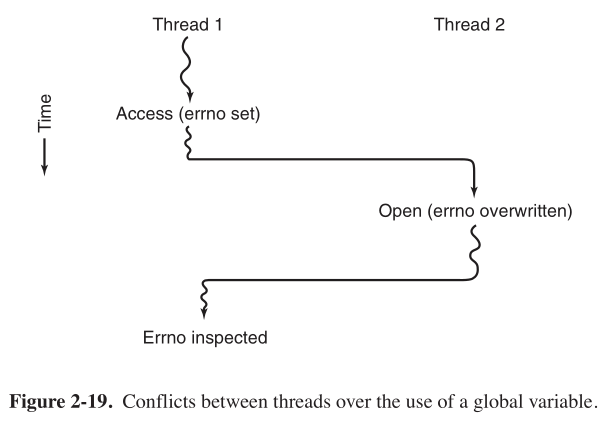 Thread 1
Thread 2
Access (errno set)
Time
Open (errno overwritten)
Errno inspected
Figure 2-19. Conflicts between threads over the use of a global variable.